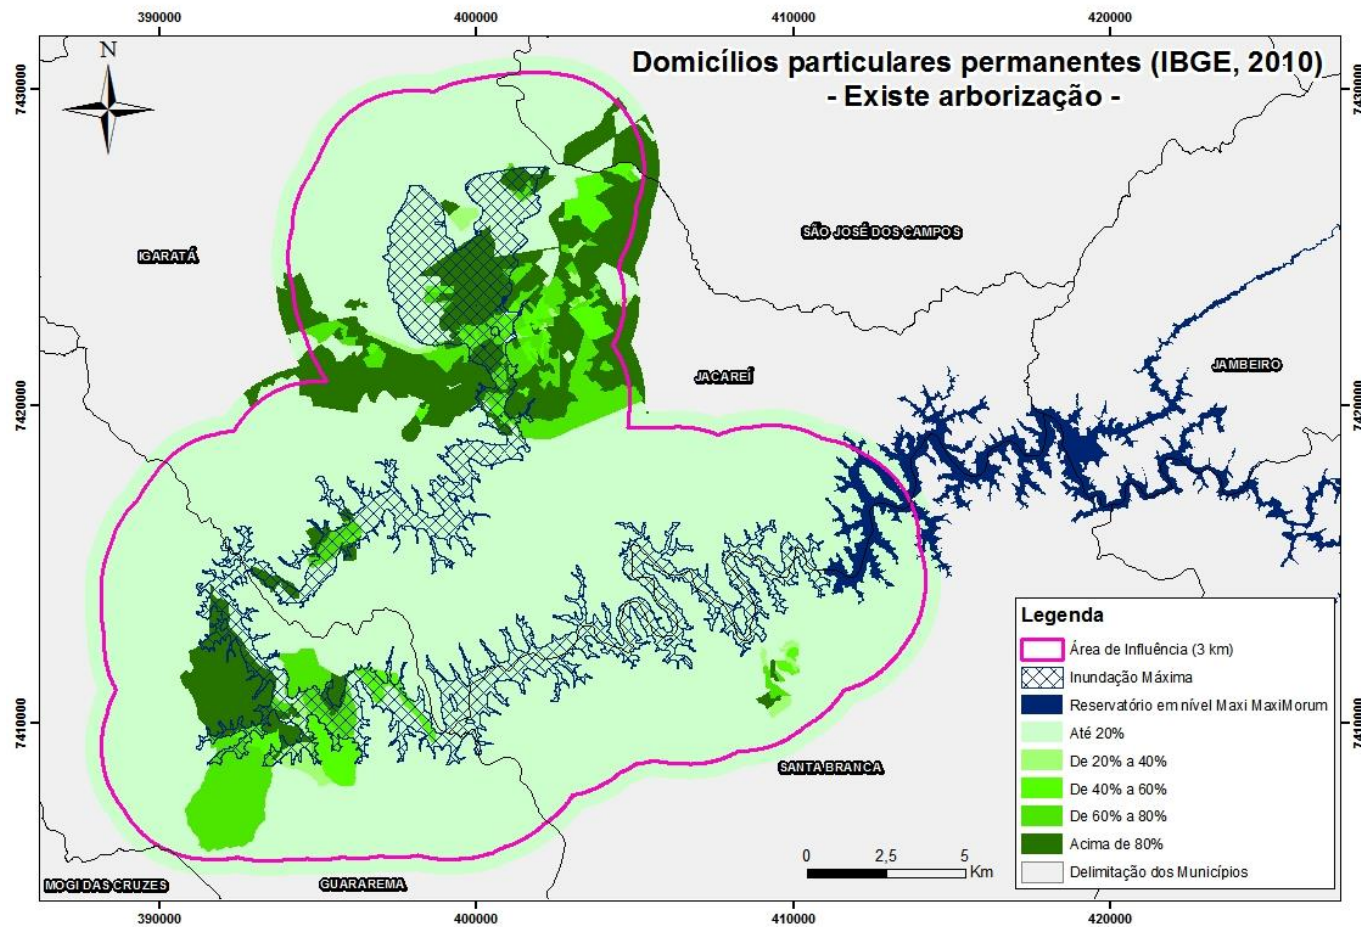 390000
400000
410000
420000
Domicílios particulares permanentes (IBGE, 2010)
- Existe arborização -
N
7430000
7430000
SÃO JOSÉ DOS CAMPOS
IGARATÁ
JAMBEIRO
JACAREÍ
7420000
7420000
Legenda
Área de Influência (3 km)
Inundação Máxima
Reservatório em nível Maxi MaxiMorum
Até 20%
De 20% a 40%
De 40% a 60%
De 60% a 80%
Acima de 80%
Delimitação dos Municípios
7410000
7410000
SANTA BRANCA
0 2,5 5
Km
MOGI DAS CRUZES
GUARAREMA
390000
400000
410000
420000